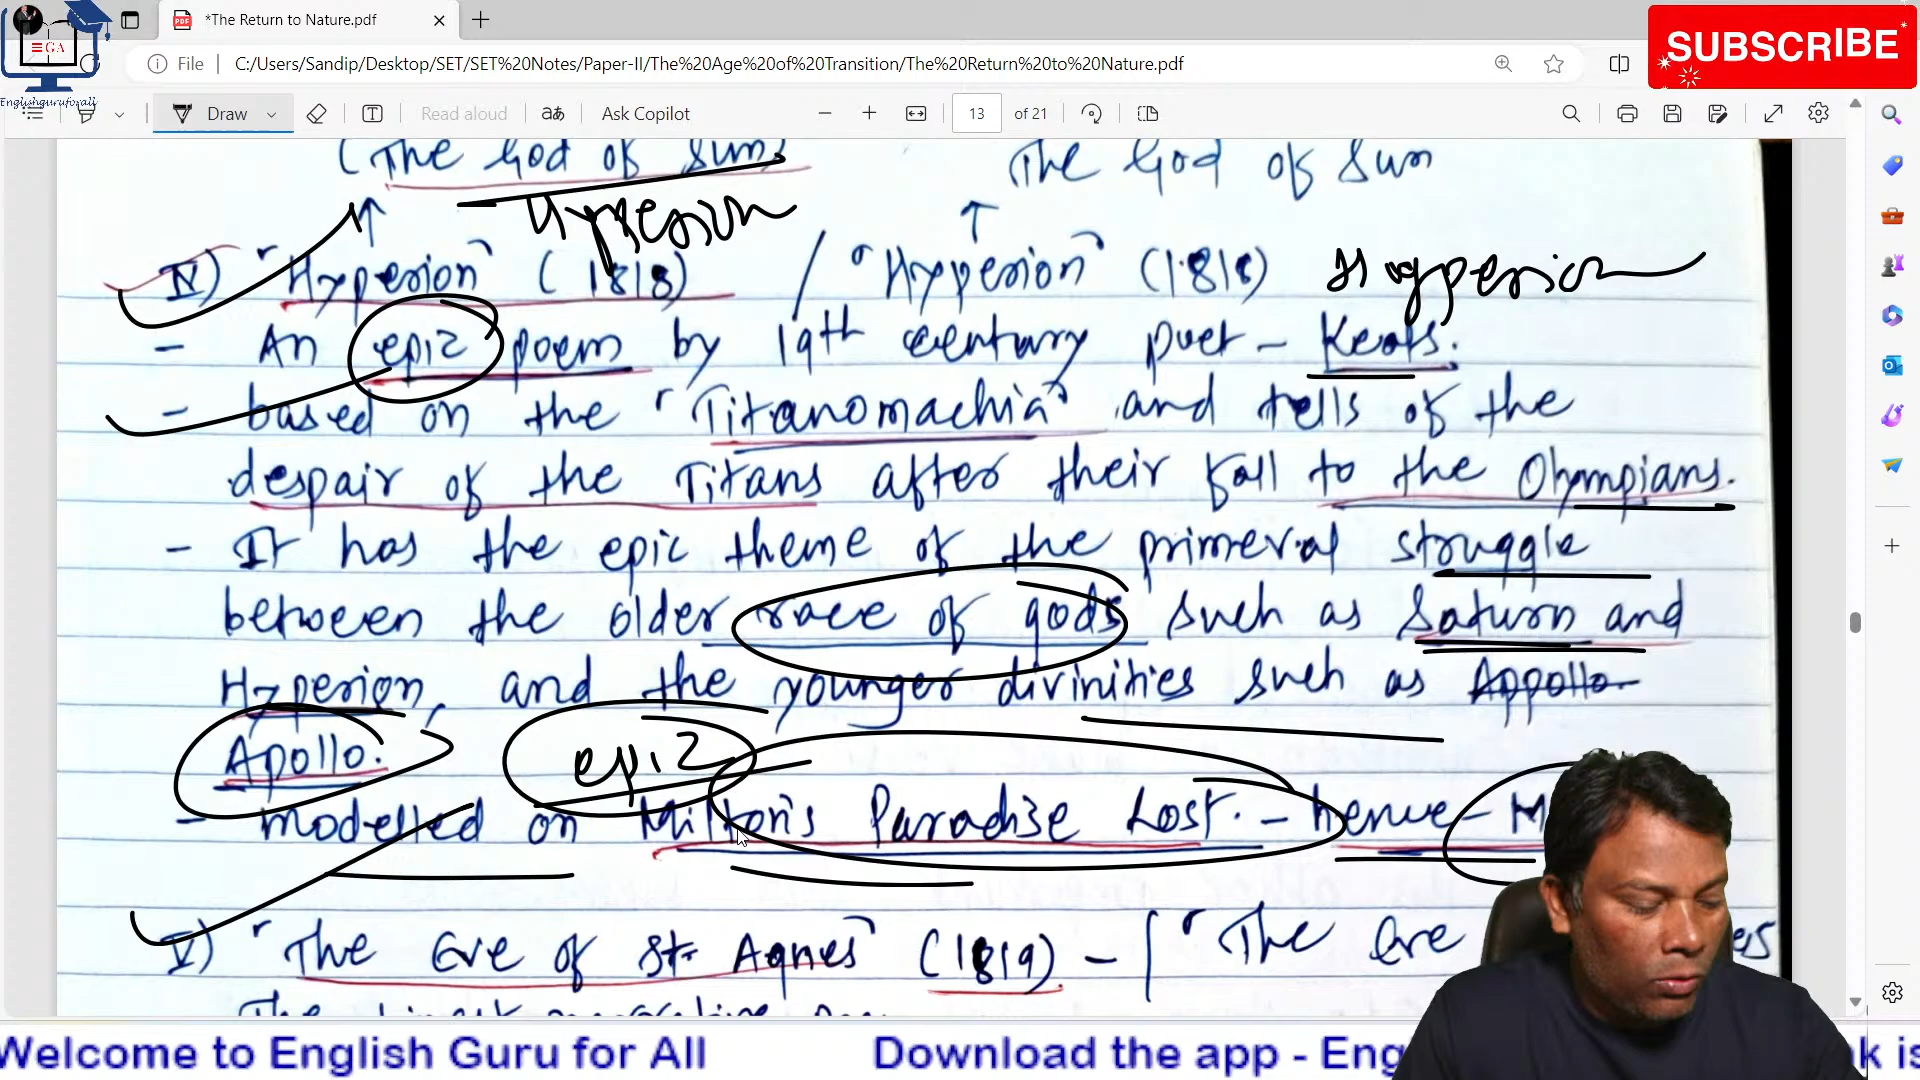 *The Return to Nature.pdf
SUBSCRIBE
GA
File C:/Users/Sandip/Desktop/SET/SET%20Notes/Paper-II/The%20Age%20of%20Transition/The%20Return%20to%20Nature.pdf
Englishguruforall
Draw
Read aloud
Ask Copilot
13 of 21
(The God of Sun) The God of Sun
Hyperion
IV) "Hyperion" (1818) / "Hyperion" (1818) Hyperion
- An epic poem by 19th century poet - Keats.
- based on the "Titanomachia" and tells of the
despair of the Titans after their fall to the Olympians.
- It has the epic theme of the primeval struggle
between the older race of gods such as Saturn and
Hyperion, and the younger divinities such as Appollo
Apollo. epic
- modelled on Milton's Paradise Lost. - hence -
V) "The Eve of St. Agnes" (1819) - / "The Eve
Welcome to English Guru for All Download the app - Eng